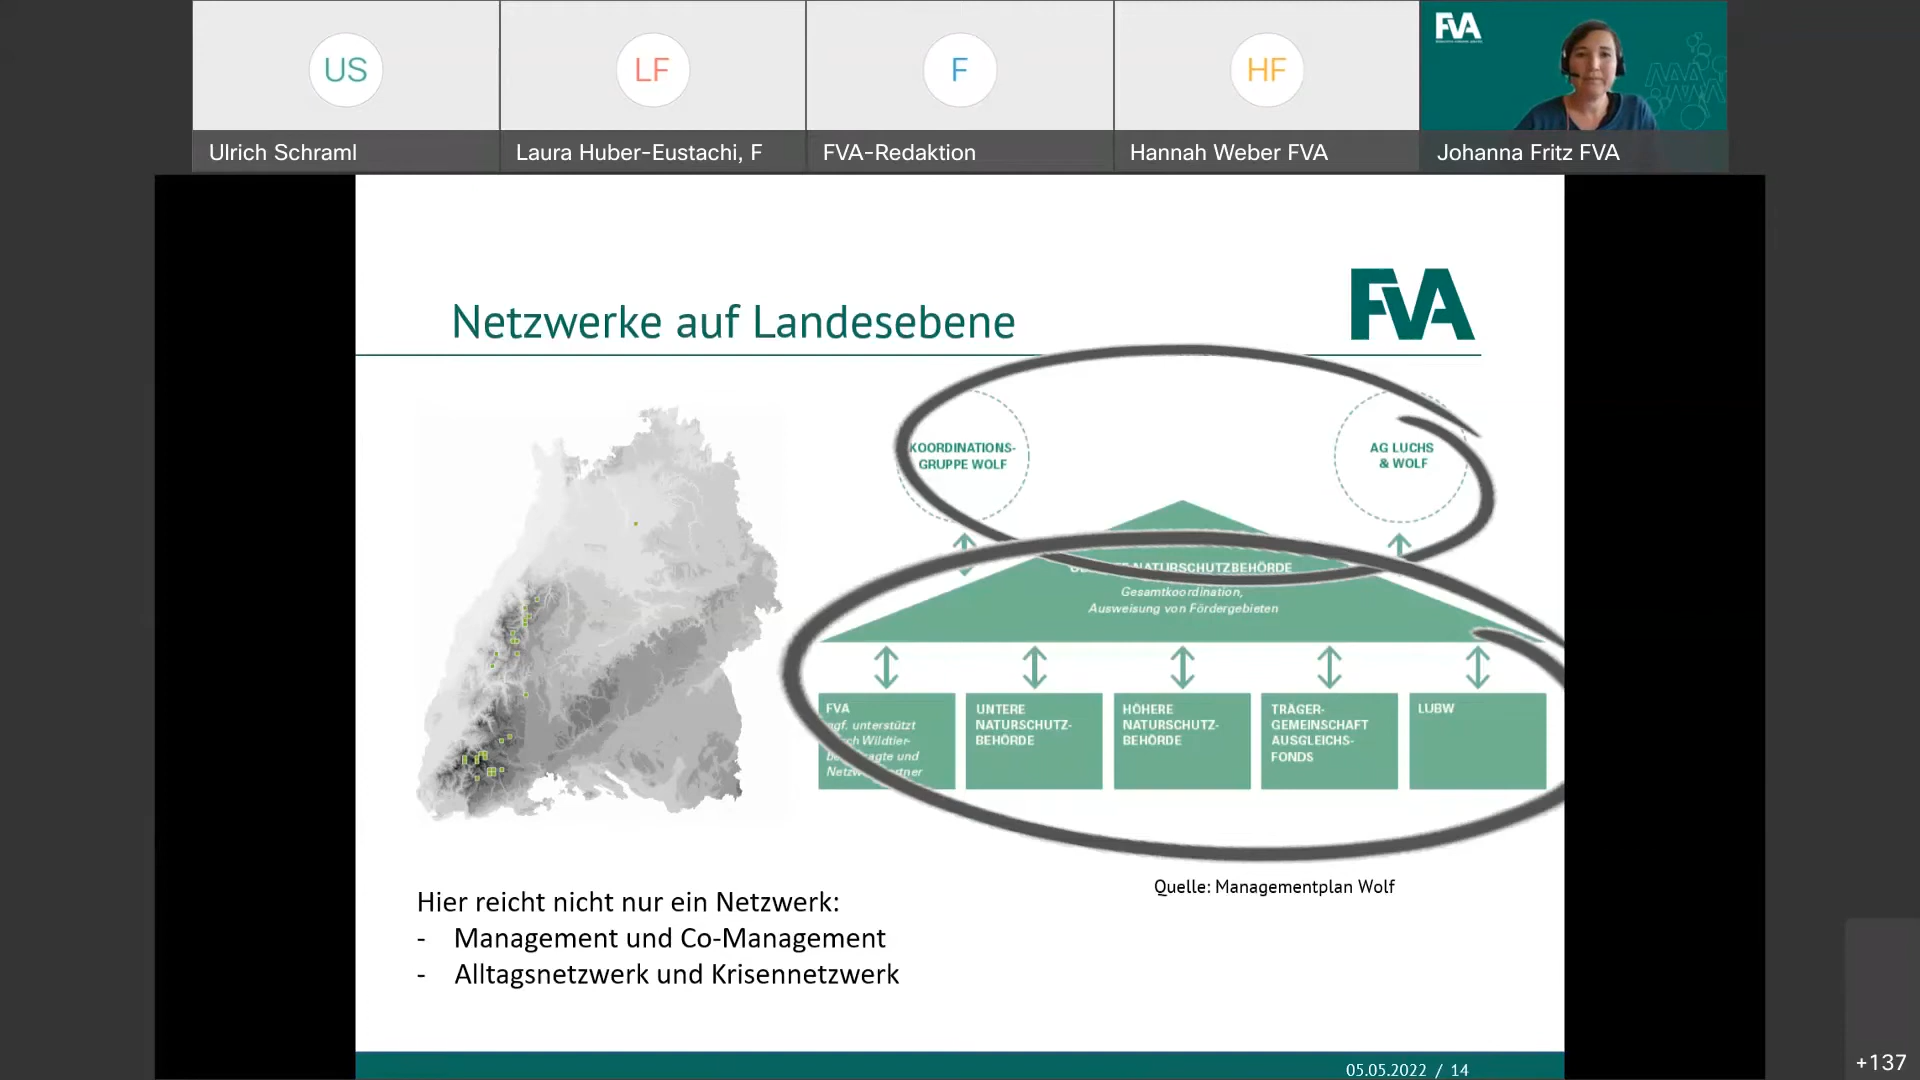 US
LF
F
HF
FVA
Ulrich Schraml
Laura Huber-Eustachi, F
FVA-Redaktion
Hannah Weber FVA
Johanna Fritz FVA
FVA
Netzwerke auf Landesebene
KOORDINATIONS-
GRUPPE WOLF
AG LUCHS
& WOLF
NATURSCHUTZBEHÖRDE
Gesamtkoordination,
Ausweisung von Fördergebieten
FVA
ggf. unterstützt
durch Wildtier-
beauftragte und
Netzwerkpartner
UNTERE
NATURSCHUTZ-
BEHÖRDE
HÖHERE
NATURSCHUTZ-
BEHÖRDE
TRÄGER-
GEMEINSCHAFT
AUSGLEICHS-
FONDS
LUBW
Quelle: Managementplan Wolf
Hier reicht nicht nur ein Netzwerk:
- Management und Co-Management
- Alltagsnetzwerk und Krisennetzwerk
05.05.2022 / 14
+137